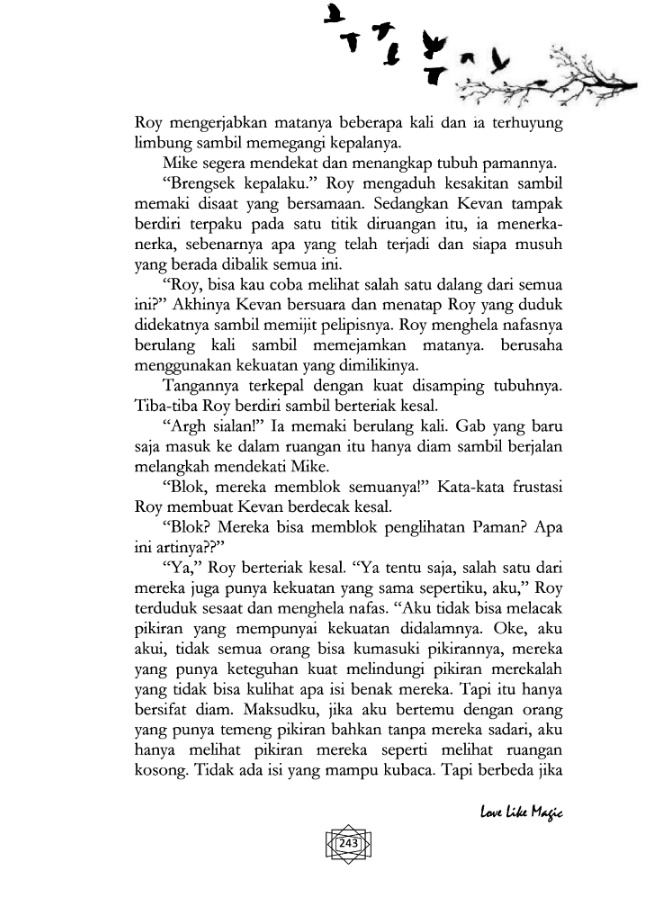 Roy mengerjabkan matanya beberapa kali dan ia terhuyung
limbung sambil memegangi kepalanya.
Mike segera mendekat dan menangkap tubuh pamannya.
“Brengsek kepalaku.” Roy mengaduh kesakitan sambil
memaki disaat yang bersamaan. Sedangkan Kevan tampak
berdiri terpaku pada satu titik diruangan itu, ia menerka-
nerka, sebenarnya apa yang telah terjadi dan siapa musuh
yang berada dibalik semua ini.
“Roy, bisa kau coba melihat salah satu dalang dari semua
ini?” Akhinya Kevan bersuara dan menatap Roy yang duduk
didekatnya sambil memijit pelipisnya. Roy menghela nafasnya
berulang kali sambil memejamkan matanya. berusaha
menggunakan kekuatan yang dimilikinya.
Tangannya terkepal dengan kuat disamping tubuhnya.
Tiba-tiba Roy berdiri sambil berteriak kesal.
“Argh sialan!” Ia memaki berulang kali. Gab yang baru
saja masuk ke dalam ruangan itu hanya diam sambil berjalan
melangkah mendekati Mike.
“Blok, mereka memblok semuanya!” Kata-kata frustasi
Roy membuat Kevan berdecak kesal.
“Blok? Mereka bisa memblok penglihatan Paman? Apa
ini artinya??”
“Ya,” Roy berteriak kesal. “Ya tentu saja, salah satu dari
mereka juga punya kekuatan yang sama sepertiku, aku,” Roy
terduduk sesaat dan menghela nafas. “Aku tidak bisa melacak
pikiran yang mempunyai kekuatan didalamnya. Oke, aku
akui, tidak semua orang bisa kumasuki pikirannya, mereka
yang punya keteguhan kuat melindungi pikiran merekalah
yang tidak bisa kulihat apa isi benak mereka. Tapi itu hanya
bersifat diam. Maksudku, jika aku bertemu dengan orang
yang punya temeng pikiran bahkan tanpa mereka sadari, aku
hanya melihat pikiran mereka seperti melihat ruangan
kosong. Tidak ada isi yang mampu kubaca. Tapi berbeda jika
Love Like Magic
243